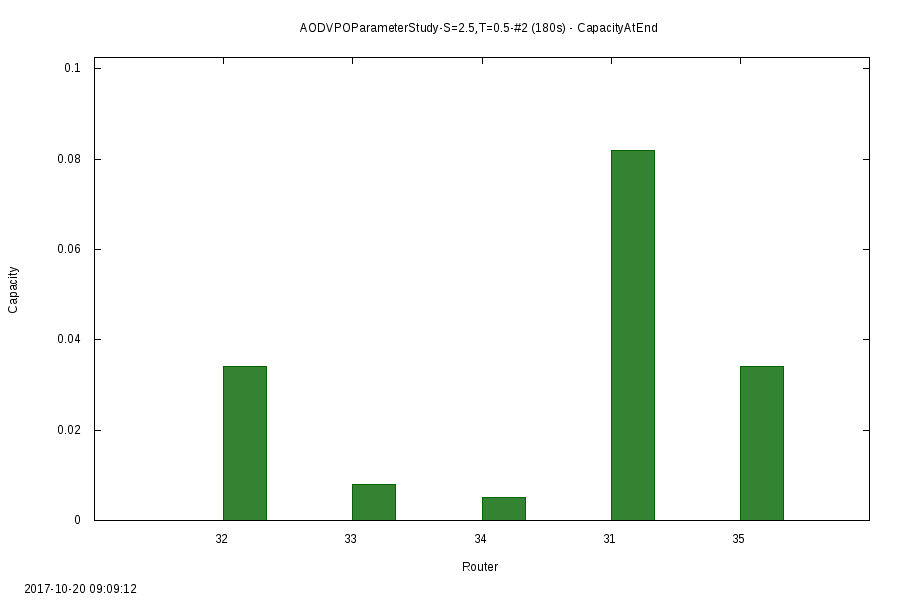 AODVPOParameterStudy-S=2.5,T=0.5-#2 (180s) - CapacityAtEnd
0.1
0.08
0.06
0.04
0.02
0
Capacity
32 33 34 31 35
Router
2017-10-20 09:09:12